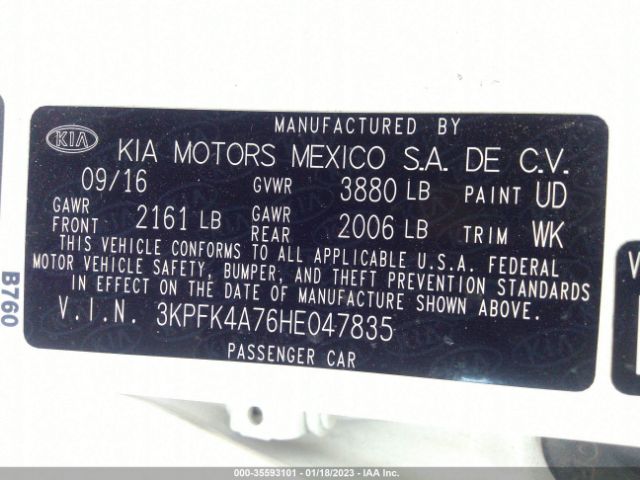 MANUFACTURED BY
KIA KIA MOTORS MEXICO S.A. DE C.V.
09/16 GVWR 3880 LB PAINT UD
GAWR FRONT 2161 LB GAWR REAR 2006 LB TRIM WK
THIS VEHICLE CONFORMS TO ALL APPLICABLE U.S.A. FEDERAL
MOTOR VEHICLE SAFETY, BUMPER, AND THEFT PREVENTION STANDARDS
IN EFFECT ON THE DATE OF MANUFACTURE SHOWN ABOVE.
V.I.N. 3KPFK4A76HE047835
PASSENGER CAR
B760
V
000-35593101 - 01/18/2023 - IAA Inc.